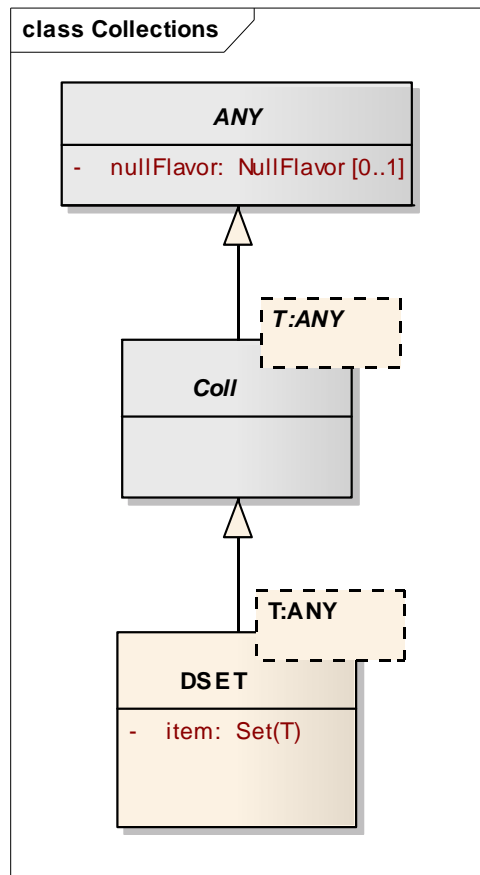 class Collections
ANY
- nullFlavor: NullFlavor [0..1]
T:ANY
Coll
T:ANY
DSET
- item: Set(T)